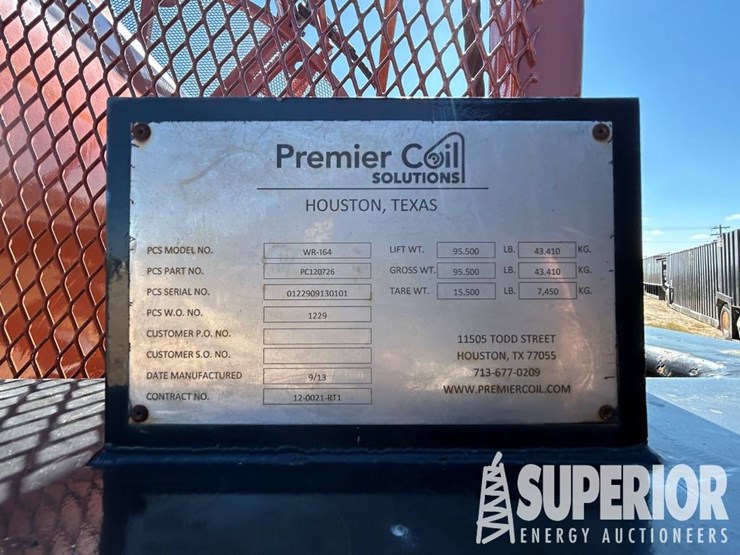 Premier Coil
SOLUTIONS
HOUSTON, TEXAS
PCS MODEL NO. WR-164 LIFT WT. 95.500 LB. 43.410 KG.
PCS PART NO. PC120726 GROSS WT. 95.500 LB. 43.410 KG.
PCS SERIAL NO. 0122909130101 TARE WT. 15.500 LB. 7,450 KG.
PCS W.O. NO. 1229
CUSTOMER P.O. NO.
CUSTOMER S.O. NO.
DATE MANUFACTURED 9/13
CONTRACT NO. 12-0021-RT1
11505 TODD STREET
HOUSTON, TX 77055
713-677-0209
WWW.PREMIERCOIL.COM
SUPERIOR
ENERGY AUCTIONEERS